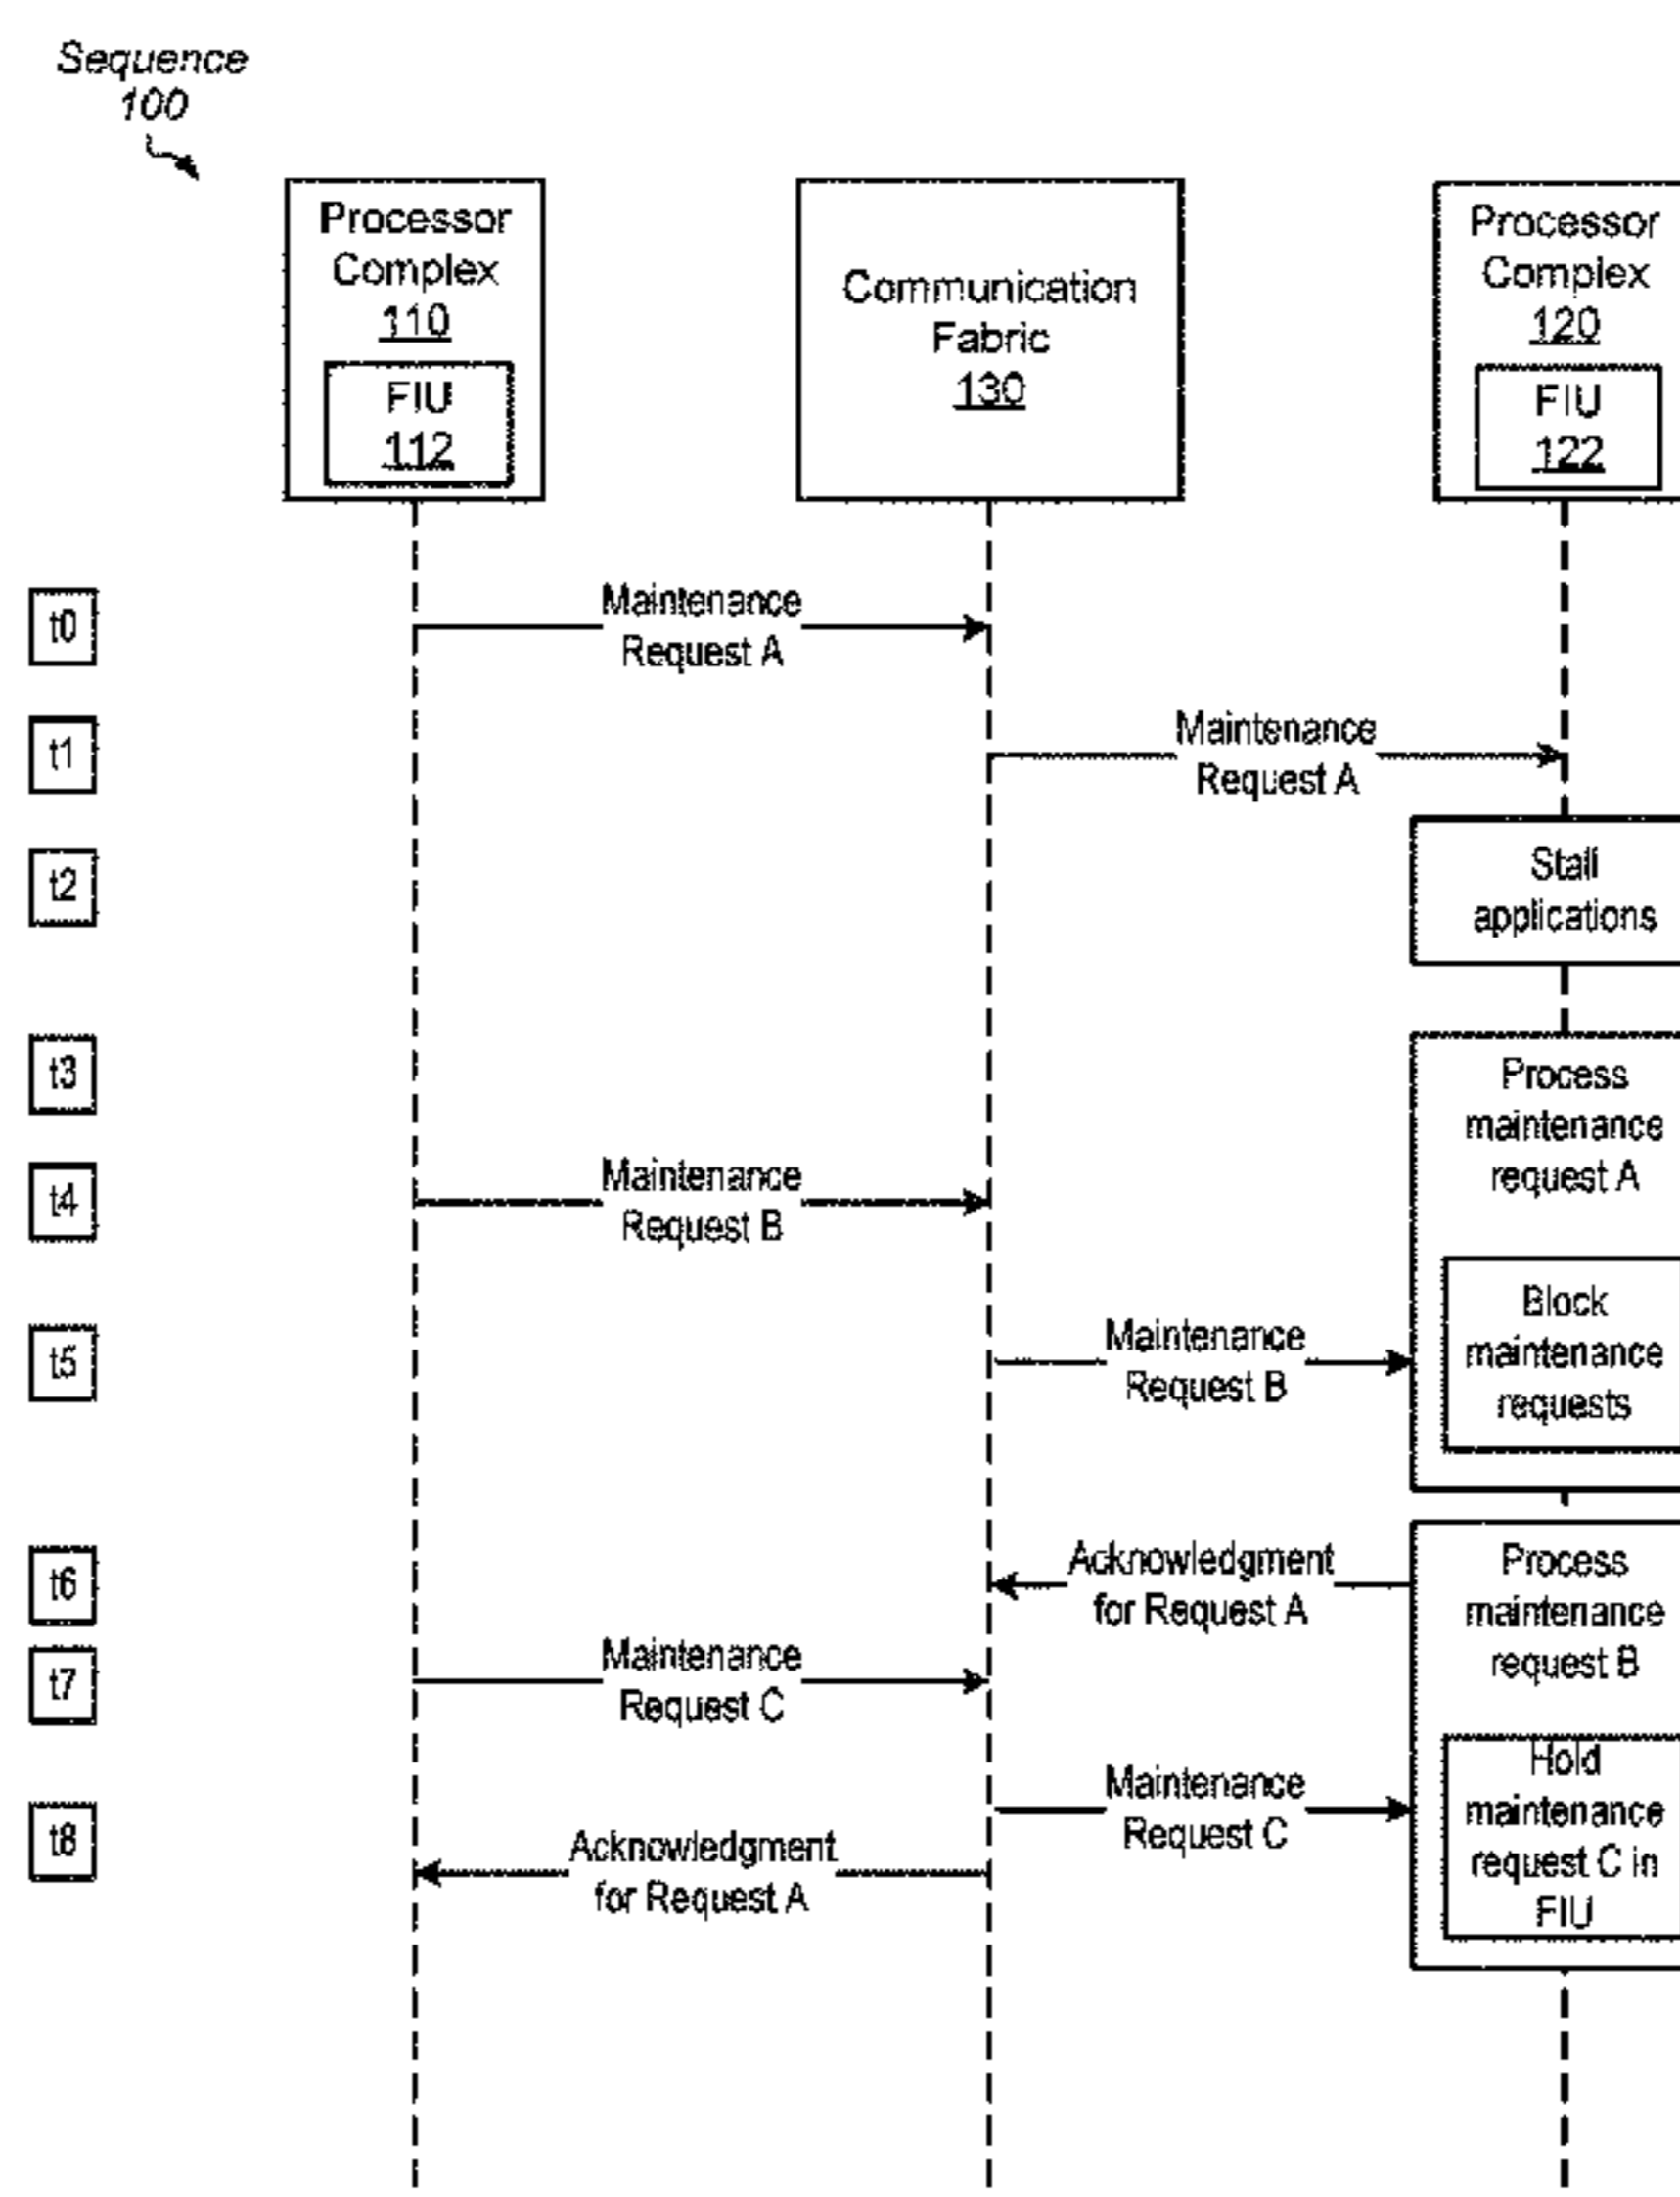 Sequence
100
Processor
Complex
110
FIU
112
Communication
Fabric
130
Processor
Complex
120
FIU
122
t0
Maintenance
Request A
t1
Maintenance
Request A
t2
Stall
applications
t3
Process
maintenance
request A
t4
Maintenance
Request B
t5
Maintenance
Request B
Block
maintenance
requests
t6
Acknowledgment
for Request A
Process
maintenance
request B
t7
Maintenance
Request C
t8
Maintenance
Request C
Hold
maintenance
request C in
FIU
Acknowledgment
for Request A